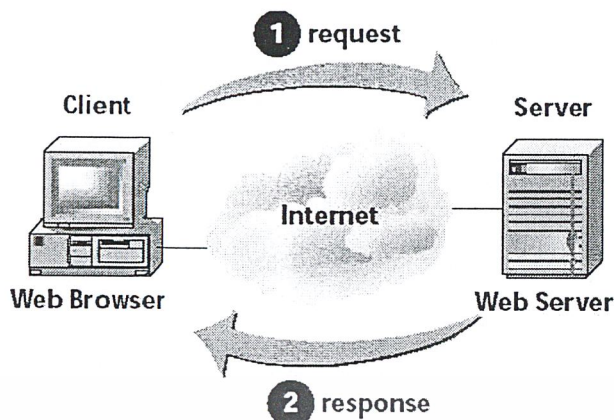 1 request
Client
Server
Internet
Web Browser
Web Server
2 response